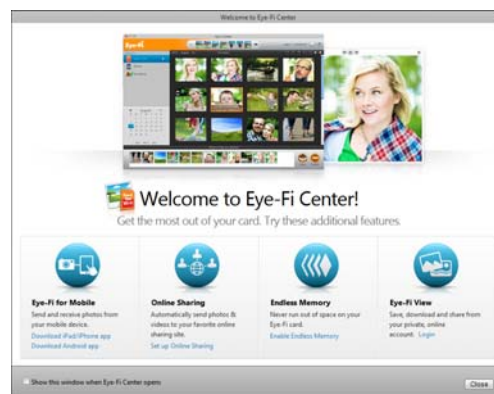 Welcome to Eye-Fi Center
Eye-Fi
Welcome to Eye-Fi Center!
Get the most out of your card. Try these additional features.
Eye-Fi for Mobile
Send and receive photos from
your mobile device.
Download iPad/iPhone app
Download Android app
Online Sharing
Automatically send photos &
videos to your favorite online
sharing site.
Set up Online Sharing
Endless Memory
Never run out of space on your
Eye-Fi card.
Enable Endless Memory
Eye-Fi View
Save, download and share from
your private, online
account. Login
Show this window when Eye-Fi Center opens
Close